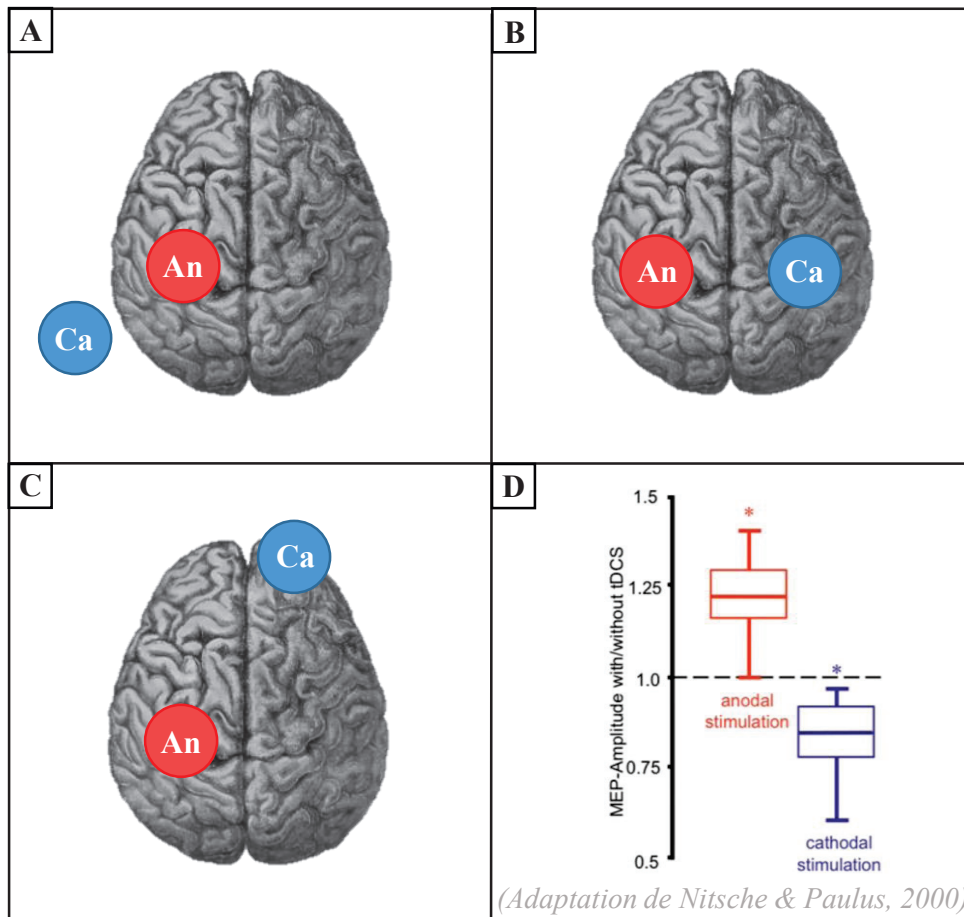 A
An
Ca
B
An
Ca
C
Ca
An
D
MEP-Amplitude with/without tDCS
1.5
1.25
1.0
0.75
0.5
*
anodal
stimulation
*
cathodal
stimulation
(Adaptation de Nitsche & Paulus, 2000)